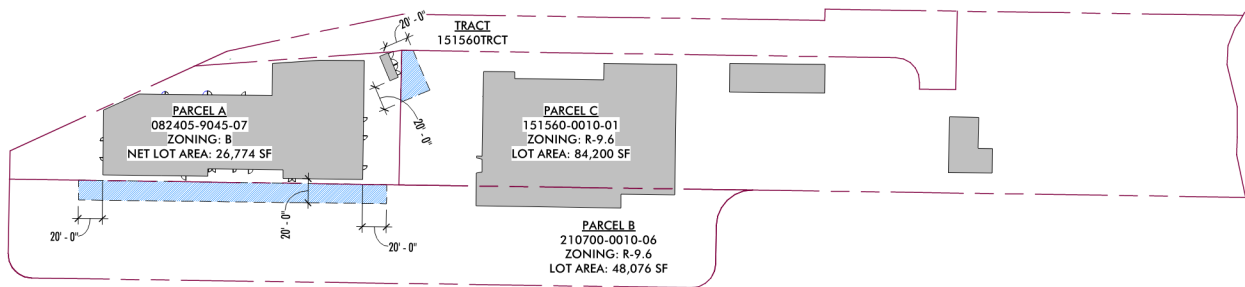 20' - 0"
TRACT
151560TRCT
PARCEL A
082405-9045-07
ZONING: B
NET LOT AREA: 26,774 SF
20' - 0"
PARCEL C
151560-0010-01
ZONING: R-9.6
LOT AREA: 84,200 SF
20' - 0"
20' - 0"
20' - 0"
PARCEL B
210700-0010-06
ZONING: R-9.6
LOT AREA: 48,076 SF